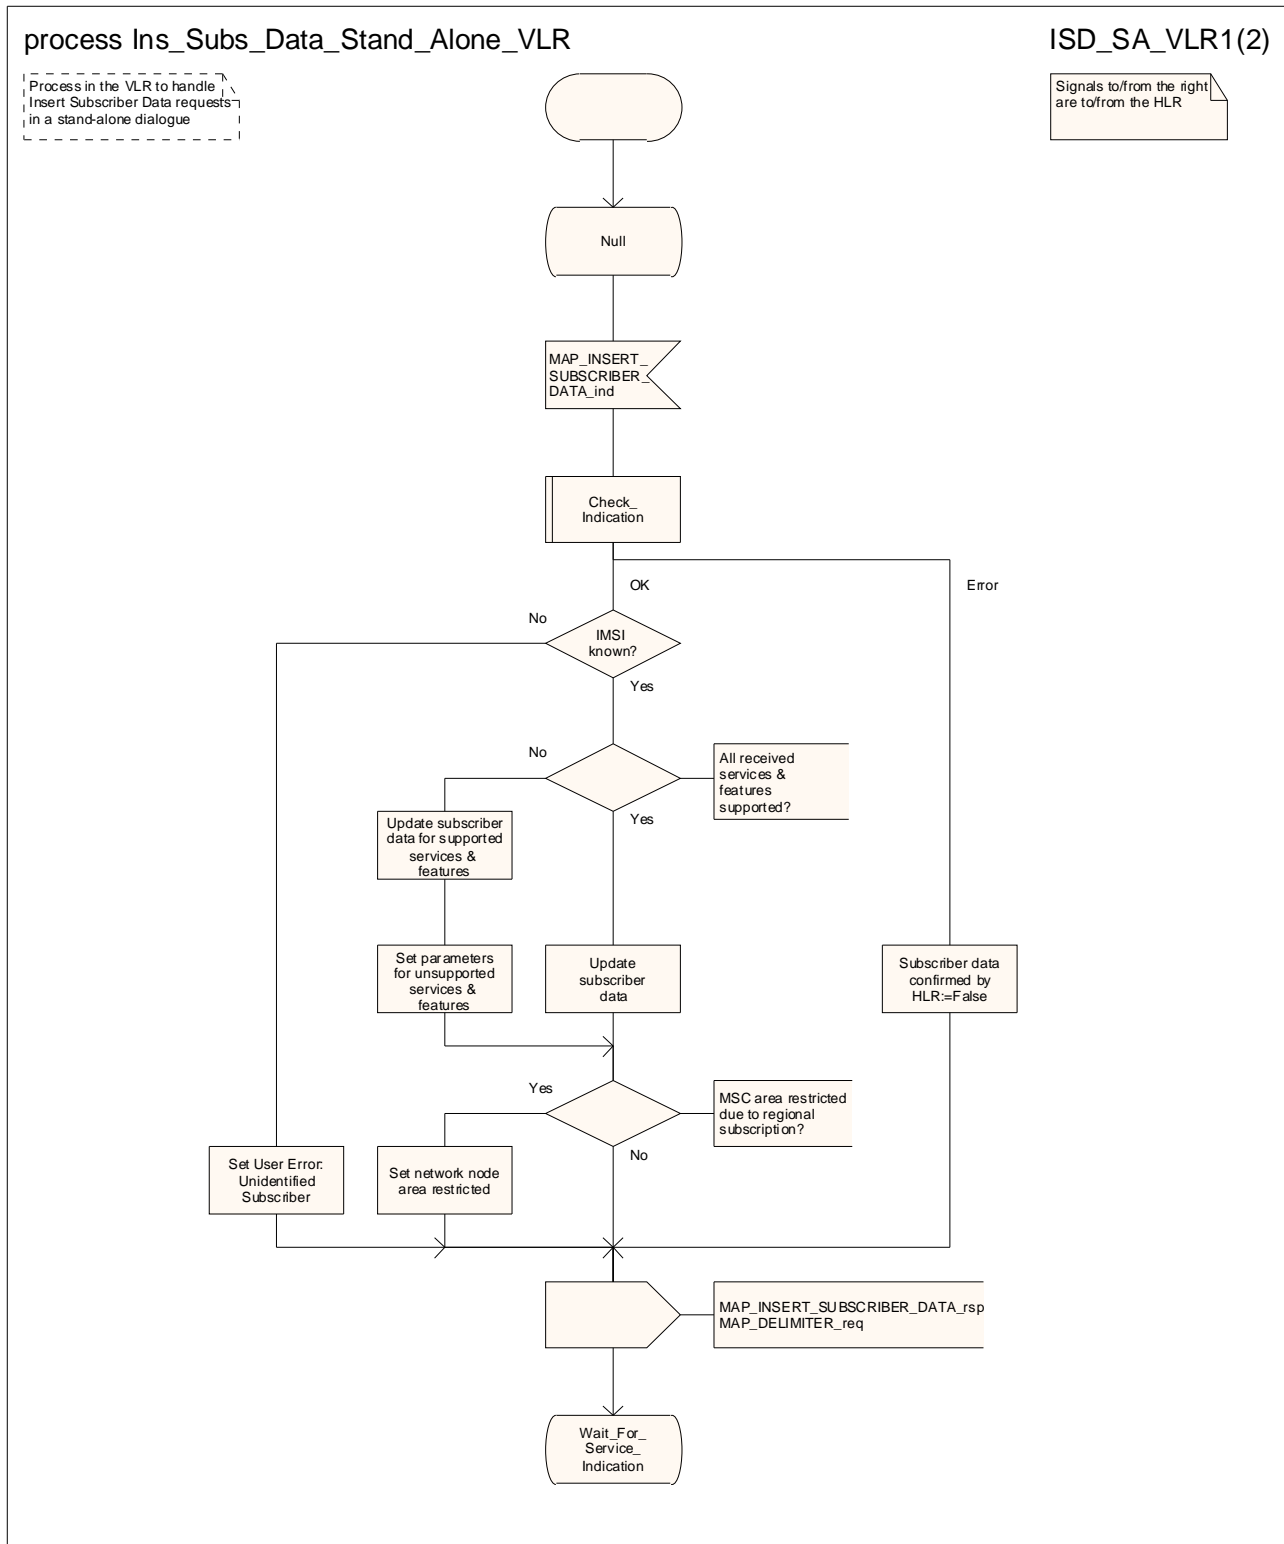 process Ins_Subs_Data_Stand_Alone_VLR
ISD_SA_VLR1(2)
Process in the VLR to handle
Insert Subscriber Data requests
in a stand-alone dialogue
Signals to/from the right
are to/from the HLR
Null
MAP_INSERT_
SUBSCRIBER_
DATA_ind
Check_
Indication
OK
Error
No
IMSI
known?
Yes
No
All received
services &
features
supported?
Yes
Update subscriber
data for supported
services &
features
Set parameters
for unsupported
services &
features
Update
subscriber
data
Subscriber data
confirmed by
HLR:=False
Yes
MSC area restricted
due to regional
subscription?
No
Set User Error:
Unidentified
Subscriber
Set network node
area restricted
MAP_INSERT_SUBSCRIBER_DATA_rsp
MAP_DELIMITER_req
Wait_For_
Service_
Indication